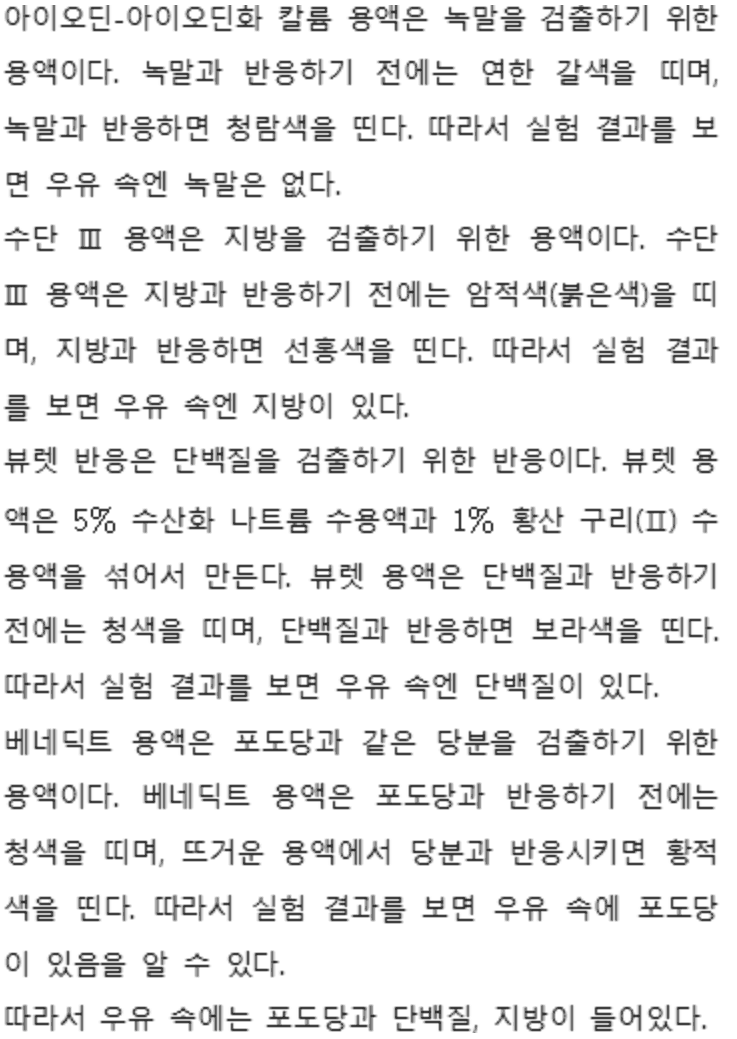 아이오딘-아이오딘화 칼륨 용액은 녹말을 검출하기 위한
용액이다. 녹말과 반응하기 전에는 연한 갈색을 띠며,
녹말과 반응하면 청람색을 띤다. 따라서 실험 결과를 보
면 우유 속엔 녹말은 없다.
수단 Ⅲ 용액은 지방을 검출하기 위한 용액이다. 수단
Ⅲ 용액은 지방과 반응하기 전에는 암적색(붉은색)을 띠
며, 지방과 반응하면 선홍색을 띤다. 따라서 실험 결과
를 보면 우유 속엔 지방이 있다.
뷰렛 반응은 단백질을 검출하기 위한 반응이다. 뷰렛 용
액은 5% 수산화 나트륨 수용액과 1% 황산 구리(Ⅱ) 수
용액을 섞어서 만든다. 뷰렛 용액은 단백질과 반응하기
전에는 청색을 띠며, 단백질과 반응하면 보라색을 띤다.
따라서 실험 결과를 보면 우유 속엔 단백질이 있다.
베네딕트 용액은 포도당과 같은 당분을 검출하기 위한
용액이다. 베네딕트 용액은 포도당과 반응하기 전에는
청색을 띠며, 뜨거운 용액에서 당분과 반응시키면 황적
색을 띤다. 따라서 실험 결과를 보면 우유 속에 포도당
이 있음을 알 수 있다.
따라서 우유 속에는 포도당과 단백질, 지방이 들어있다.